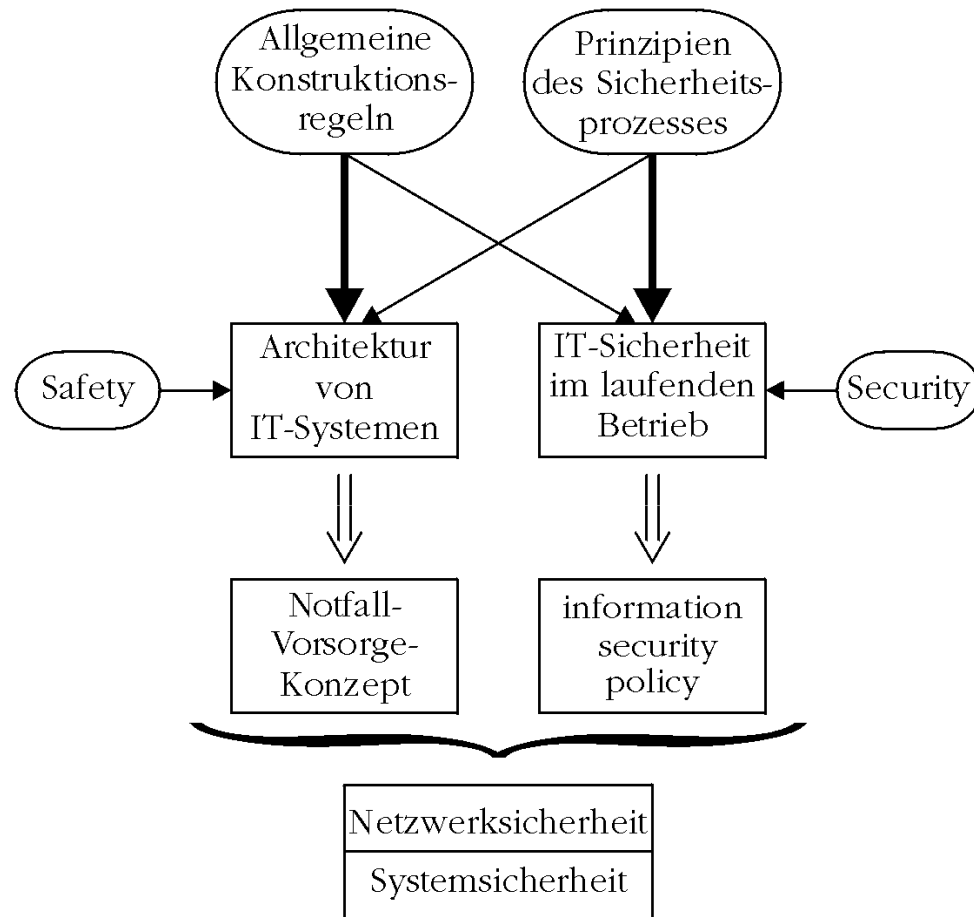 Allgemeine
Konstruktions-
regeln
Prinzipien
des Sicherheits-
prozesses
Safety
Architektur
von
IT-Systemen
IT-Sicherheit
im laufenden
Betrieb
Security
Notfall-
Vorsorge-
Konzept
information
security
policy
Netzwerksicherheit
Systemsicherheit